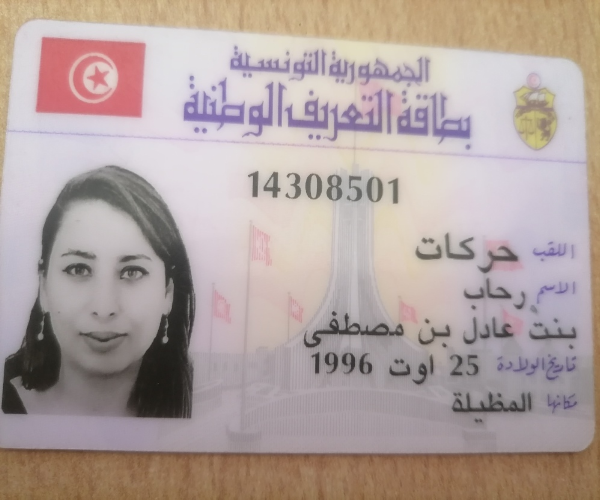 الجمهورية التونسية
بطاقة التعريف الوطنية
14308501
اللقب حركات
الاسم رحاب
بنت عادل بن مصطفى
تاريخ الولادة 25 اوت 1996
مكانها المظيلة